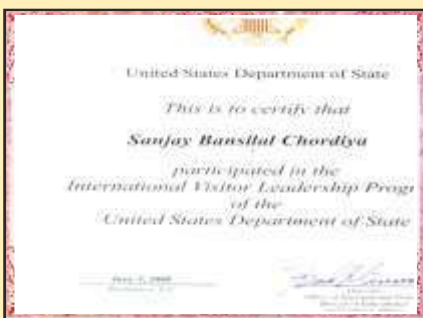 United States Department of State
This is to certify that
Sanjay Bansilal Chordiya
participated in the
International Visitor Leadership Progr
of the
United States Department of State